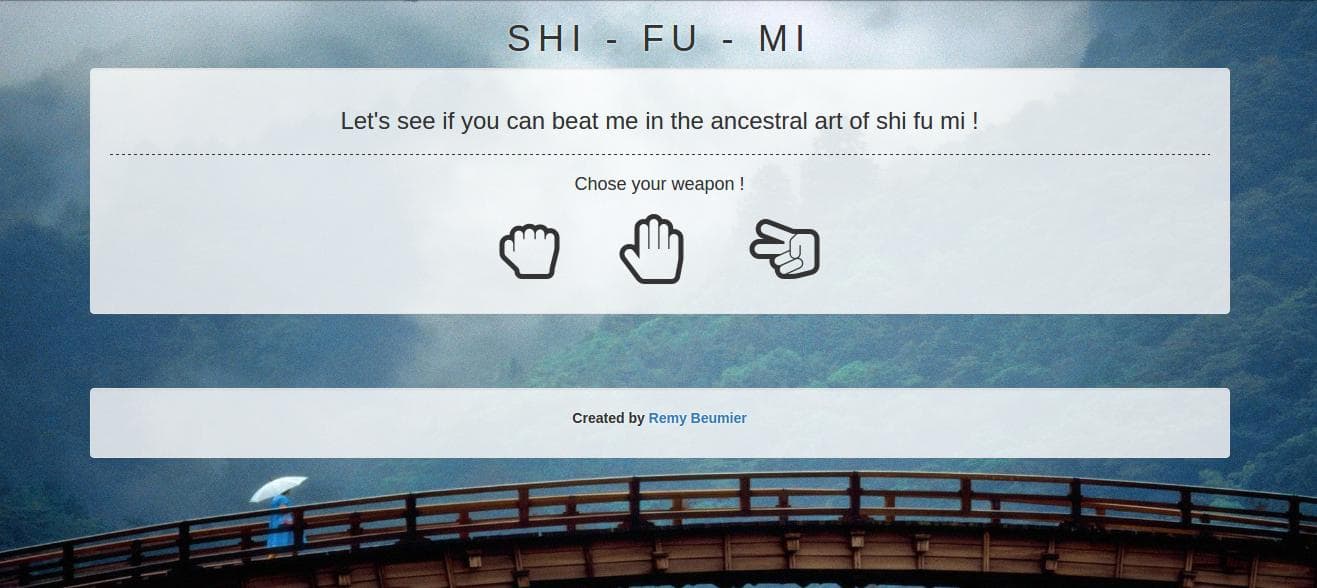 SHI - FU - MI
Let's see if you can beat me in the ancestral art of shi fu mi !
Chose your weapon !
Created by Remy Beumier